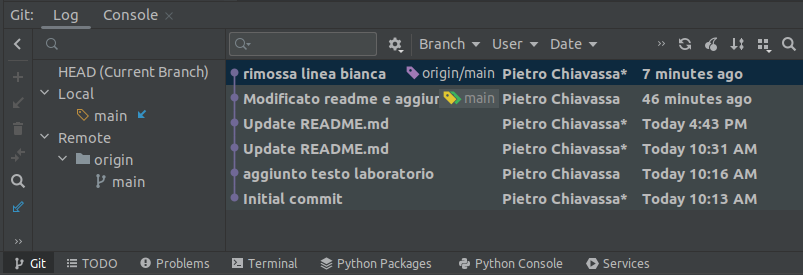 Git: Log Console ×
Branch User Date »
HEAD (Current Branch)
Local
main
Remote
origin
main
rimossa linea bianca origin/main Pietro Chiavassa* 7 minutes ago
Modificato readme e aggiur main Pietro Chiavassa 46 minutes ago
Update README.md Pietro Chiavassa* Today 4:43 PM
Update README.md Pietro Chiavassa* Today 10:31 AM
aggiunto testo laboratorio Pietro Chiavassa Today 10:16 AM
Initial commit Pietro Chiavassa* Today 10:13 AM
»
Git TODO Problems Terminal Python Packages Python Console Services